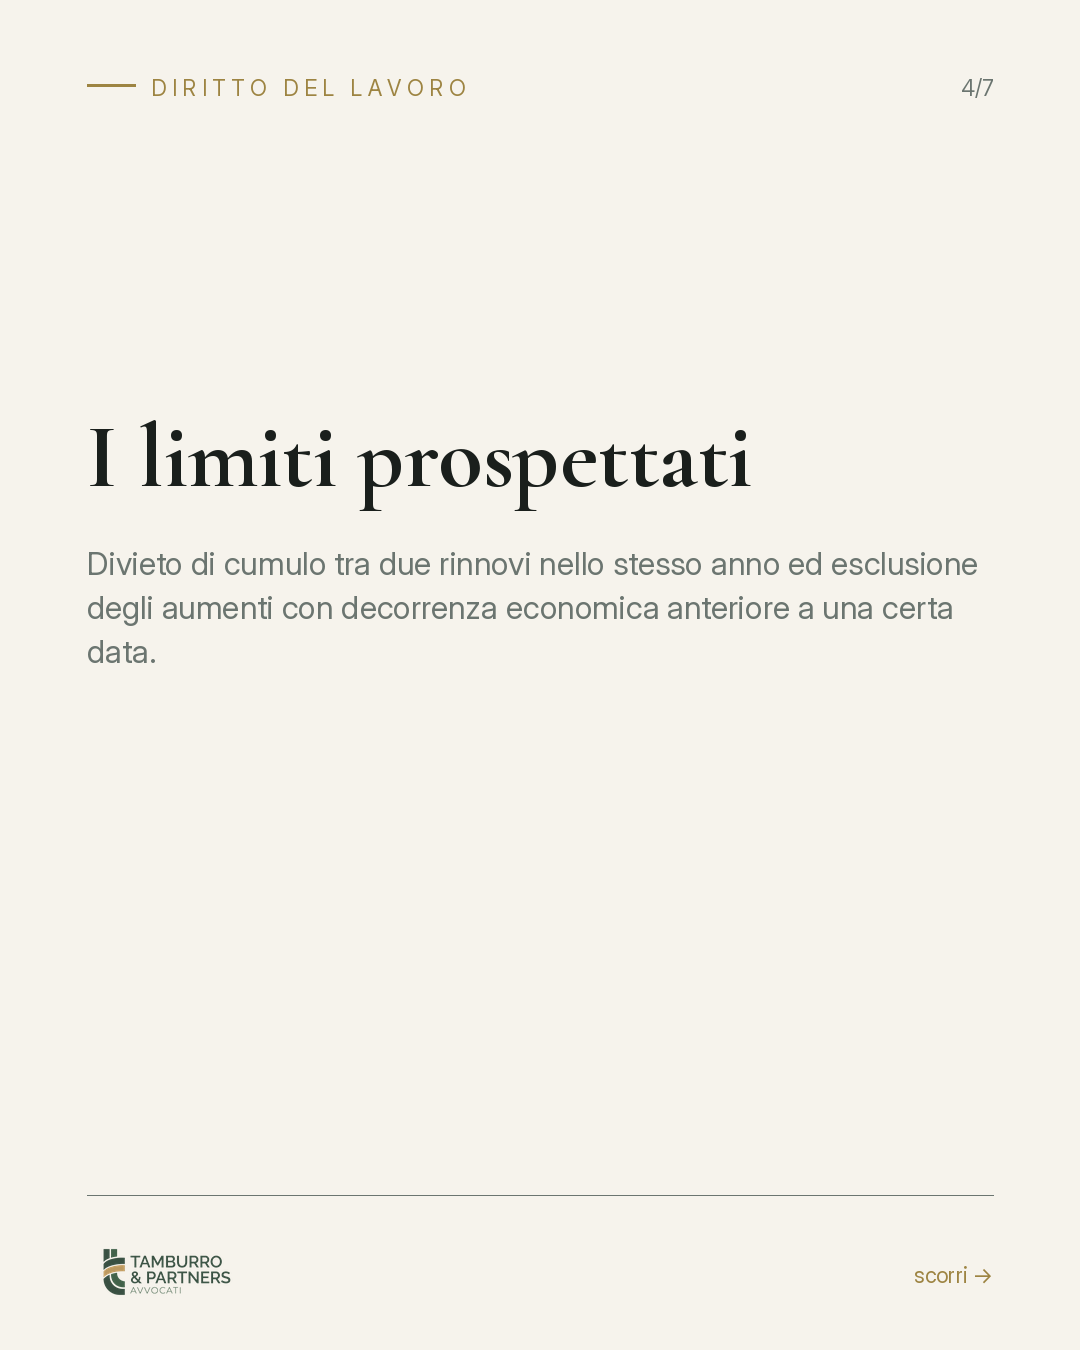 DIRITTO DEL LAVORO
4/7
I limiti prospettati
Divieto di cumulo tra due rinnovi nello stesso anno ed esclusione
degli aumenti con decorrenza economica anteriore a una certa
data.
TAMBURRO
& PARTNERS
AVVOCATI
scorri →